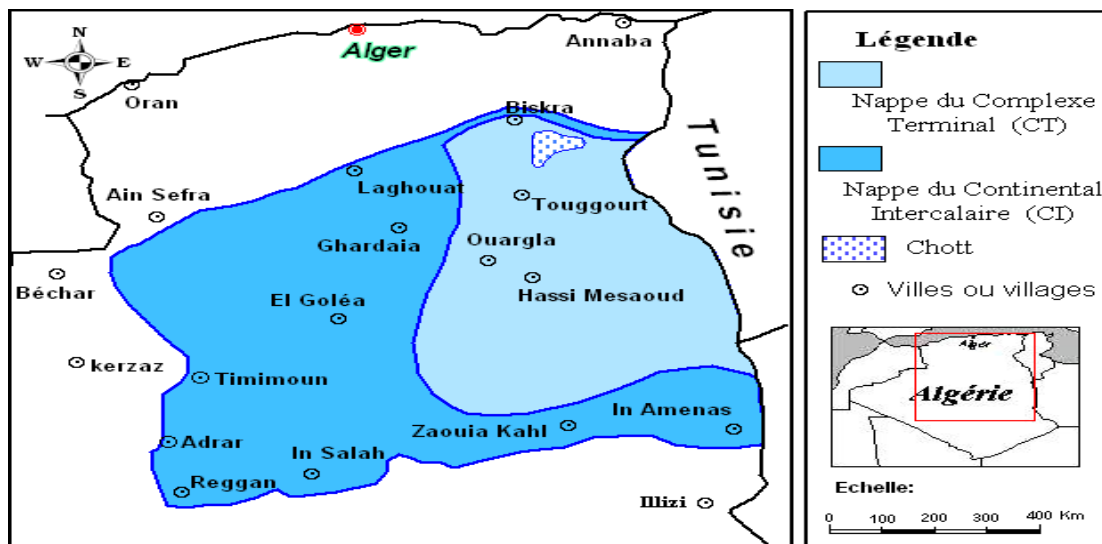 N
W E
S
Alger
Annaba
Oran
Biskra
Tunisie
Laghouat
Ain Sefra
Touggourt
Ghardaia
Ouargla
Béchar
Hassi Mesaoud
El Goléa
kerzaz
Timimoun
In Amenas
Zaouia Kahl
Adrar
In Salah
Reggan
Illizi
Légende
Nappe du Complexe
Terminal (CT)
Nappe du Continental
Intercalaire (CI)
Chott
Villes ou villages
Alger
Algérie
Echelle:
0 100 200 300 400 Km